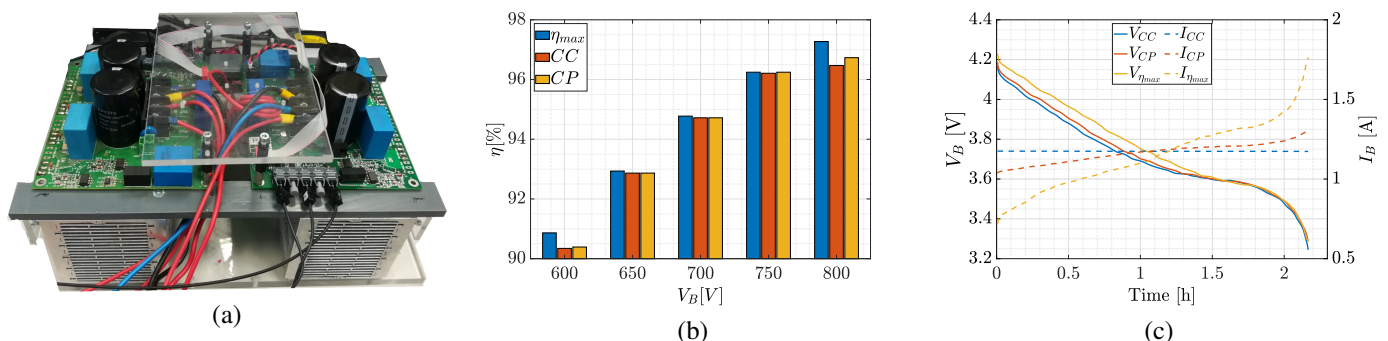 98
96
94
92
90
η[%]
η_max
CC
CP
600
650
700
750
800
V_B[V]
4.4
4.2
4
3.8
3.6
3.4
3.2
V_B [V]
V_CC
V_CP
V_ηmax
I_CC
I_CP
I_ηmax
2
1.5
1
0.5
I_B [A]
0
0.5
1
1.5
2
Time [h]
(a)
(b)
(c)